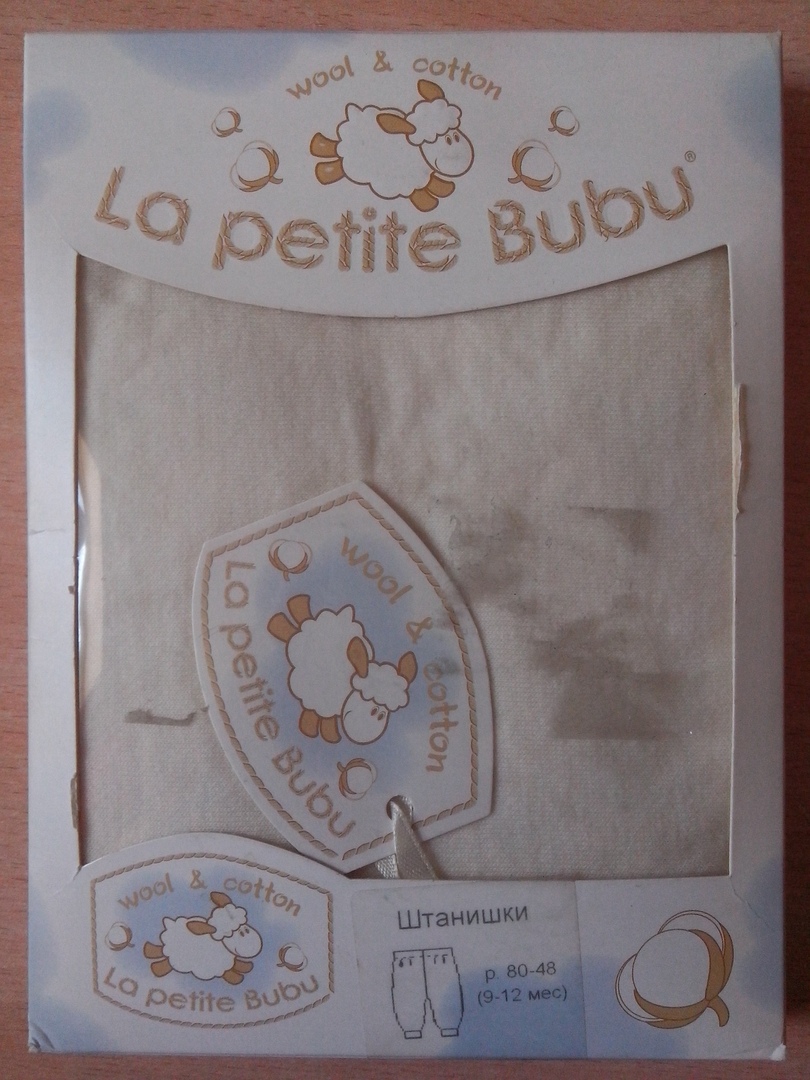 wool & cotton
La petite Bubu®
wool & cotton
La petite Bubu
wool & cotton
La petite Bubu
Штанишки
р. 80-48
(9-12 мес)